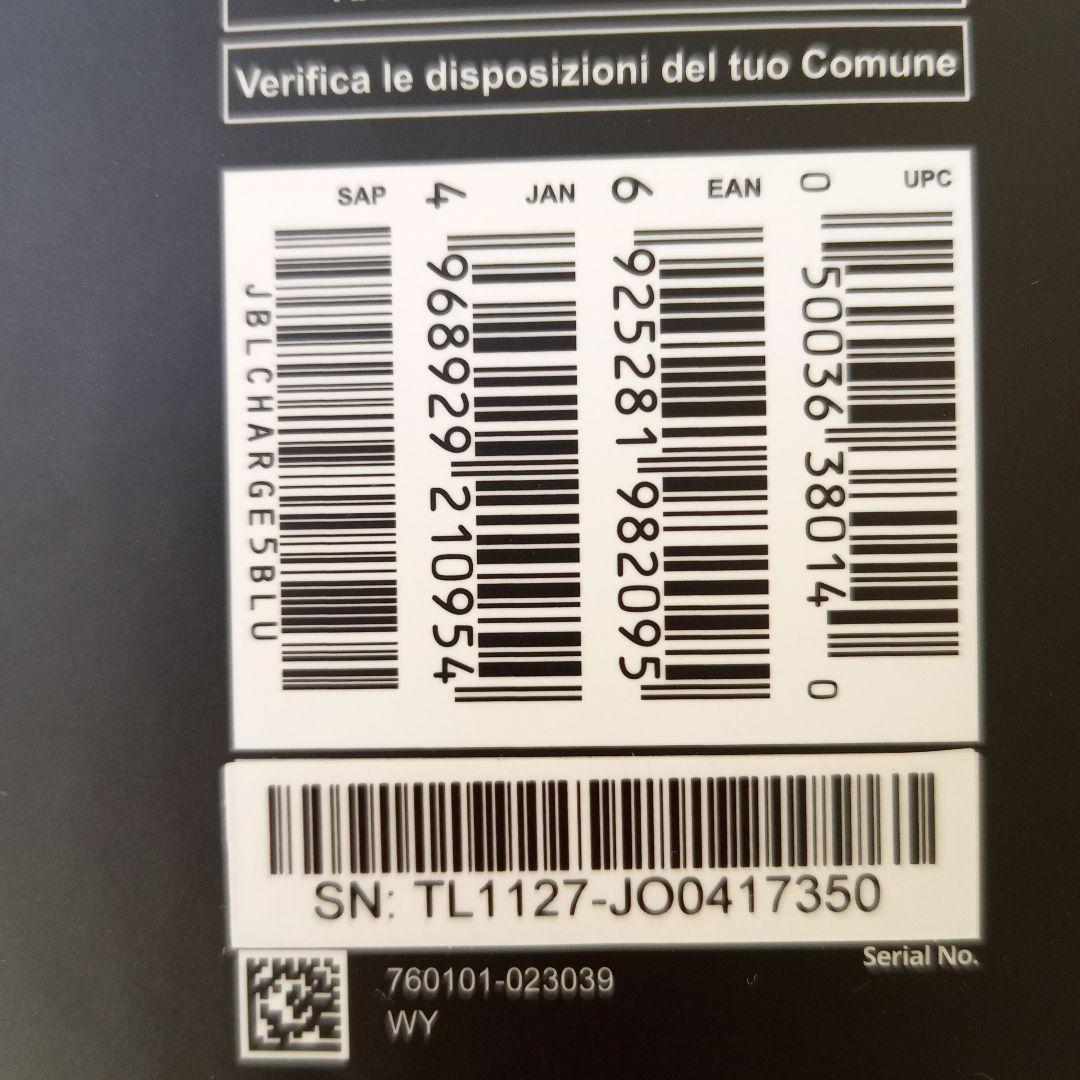 Verifica le disposizioni del tuo Comune
SAP
JBLCHARGE5BLU
JAN
4 968929 210954
EAN
6 925281 982095
UPC
0 50036 38014 0
SN: TL1127-JO0417350
Serial No.
760101-023039
WY